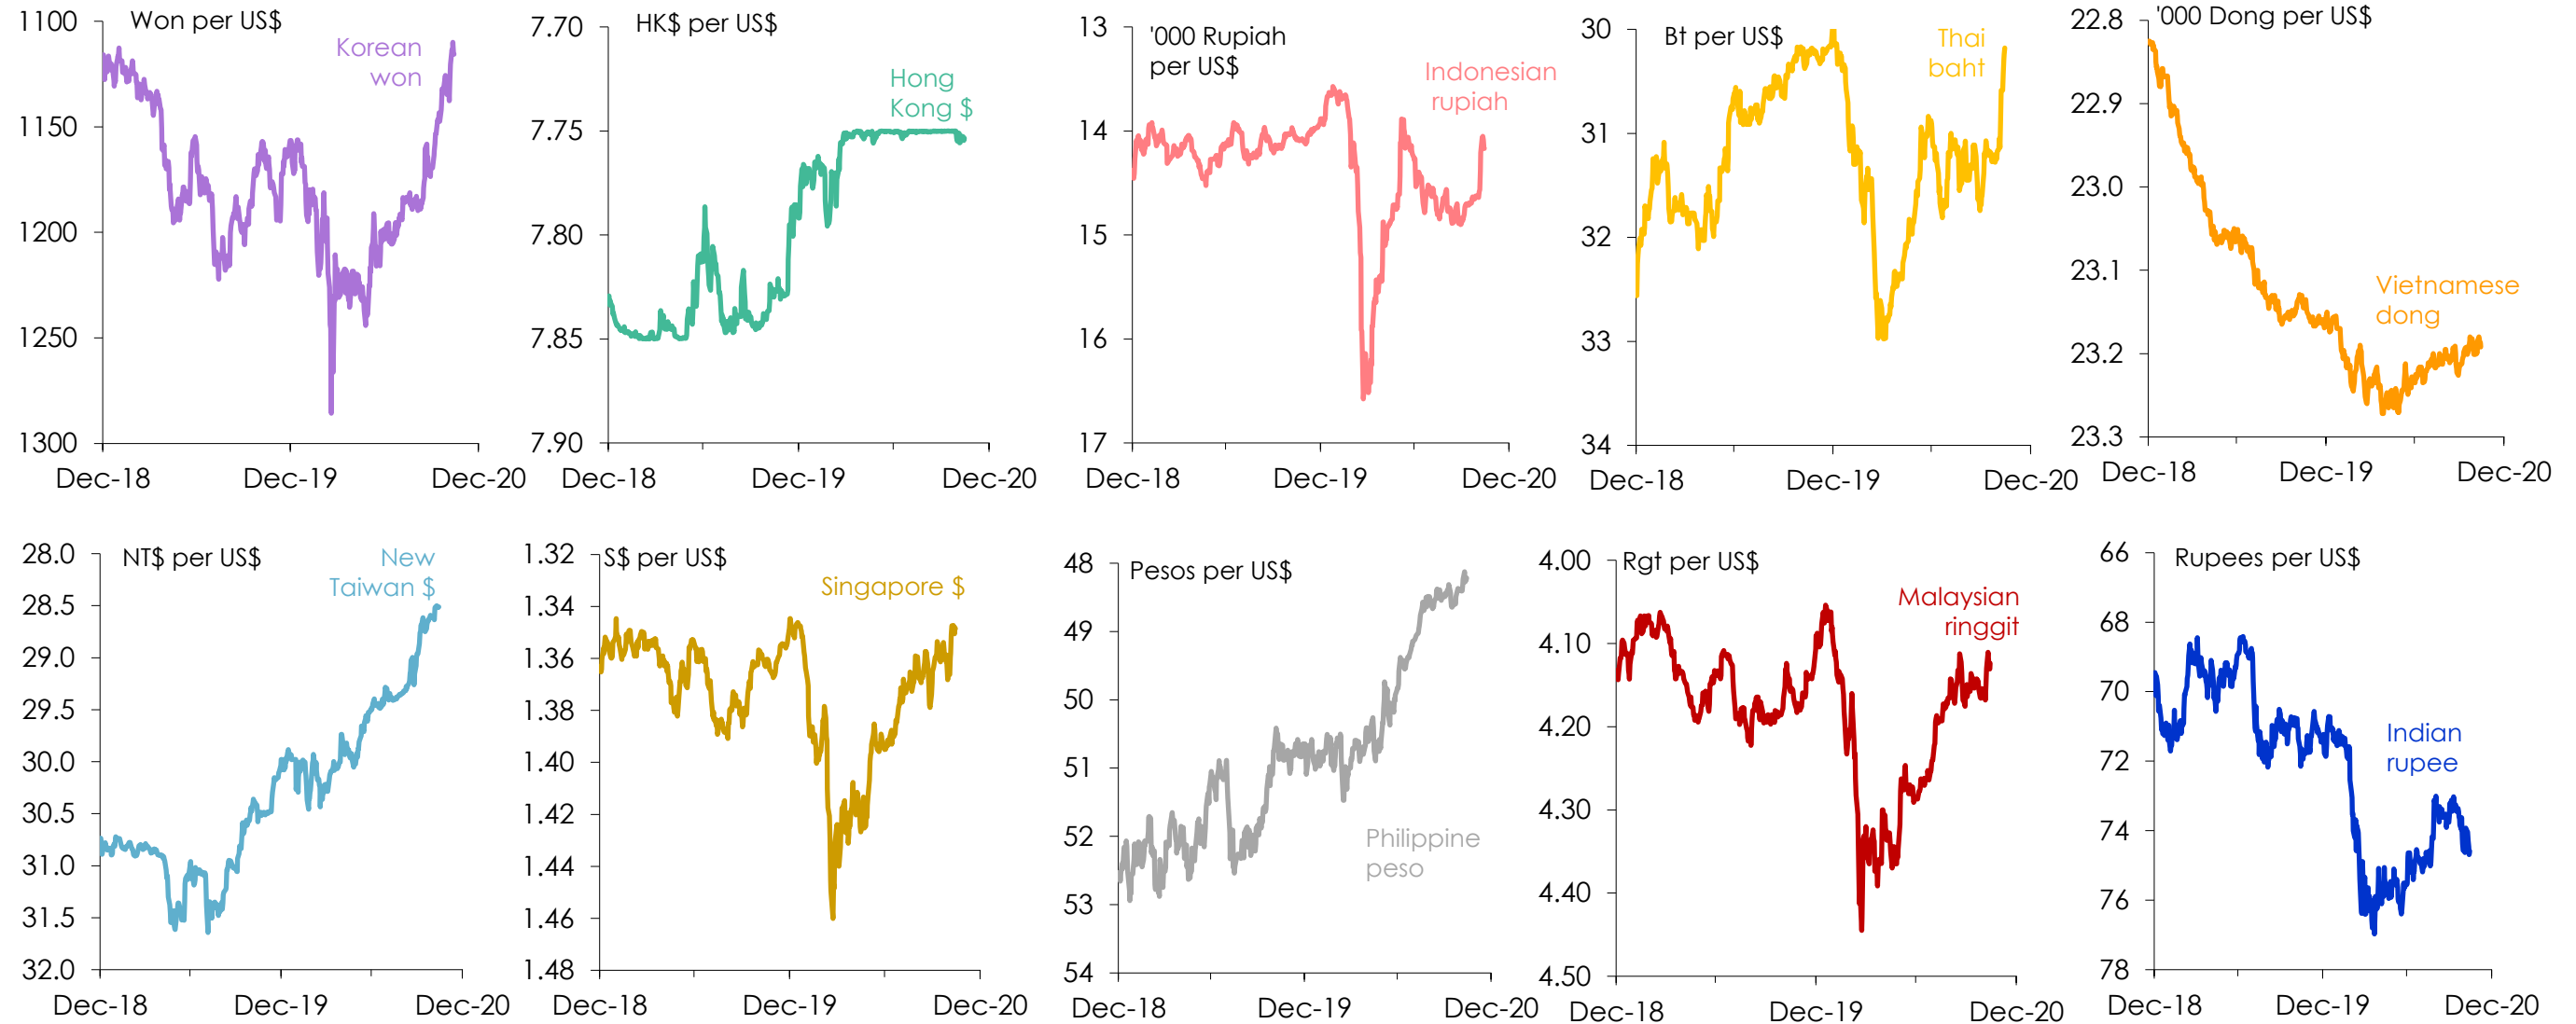 Won per US$
Korean
won
1100
1150
1200
1250
1300
Dec-18
Dec-19
Dec-20
HK$ per US$
Hong
Kong $
7.70
7.75
7.80
7.85
7.90
Dec-18
Dec-19
Dec-20
'000 Rupiah
per US$
Indonesian
rupiah
13
14
15
16
17
Dec-18
Dec-19
Dec-20
Bt per US$
Thai
baht
30
31
32
33
34
Dec-18
Dec-19
Dec-20
'000 Dong per US$
Vietnamese
dong
22.8
22.9
23.0
23.1
23.2
23.3
Dec-18
Dec-19
Dec-20
NT$ per US$
New
Taiwan $
28.0
28.5
29.0
29.5
30.0
30.5
31.0
31.5
32.0
Dec-18
Dec-19
Dec-20
S$ per US$
Singapore $
1.32
1.34
1.36
1.38
1.40
1.42
1.44
1.46
1.48
Dec-18
Dec-19
Dec-20
Pesos per US$
Philippine
peso
48
49
50
51
52
53
54
Dec-18
Dec-19
Dec-20
Rgt per US$
Malaysian
ringgit
4.00
4.10
4.20
4.30
4.40
4.50
Dec-18
Dec-19
Dec-20
Rupees per US$
Indian
rupee
66
68
70
72
74
76
78
Dec-18
Dec-19
Dec-20